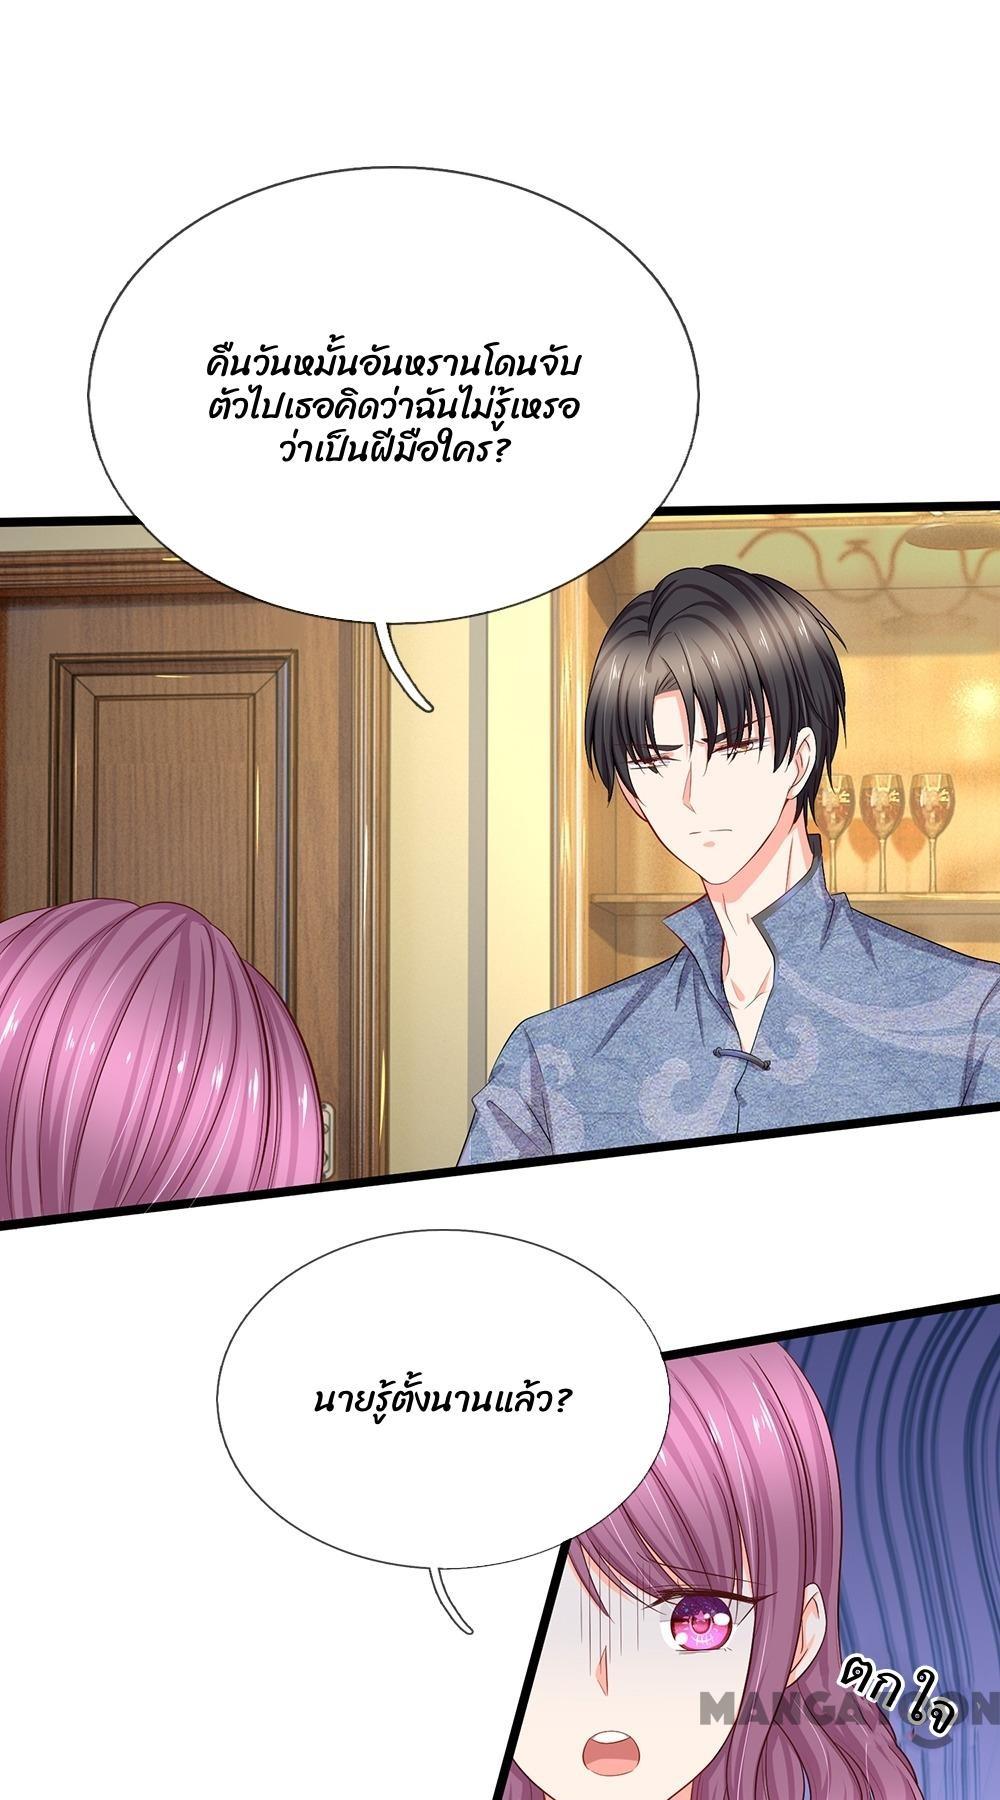 คืนวันหมั้นอันหรานโดนจับ
ตัวไปเธอคิดว่าฉันไม่รู้เหรอ
ว่าเป็นฝีมือใคร?
นายรู้ตั้งนานแล้ว?
ตกใจ
MANGATOON